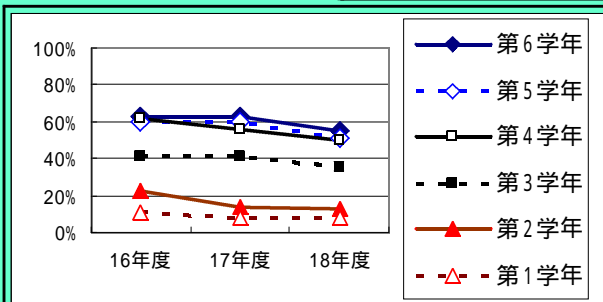 100%
80%
60%
40%
20%
0%
16年度 17年度 18年度
第6学年
第5学年
第4学年
第3学年
第2学年
第1学年